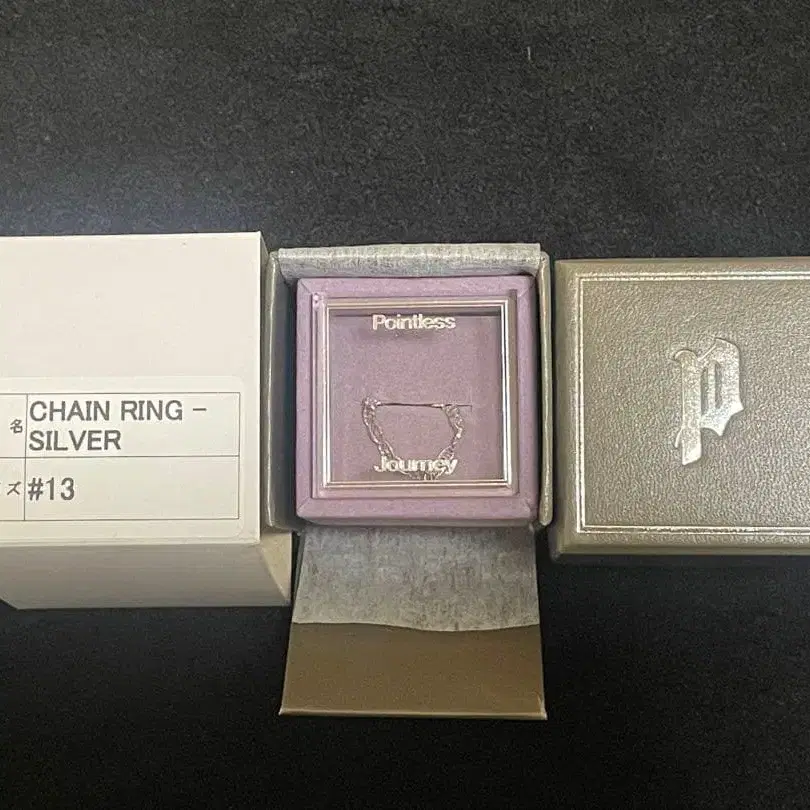 名 CHAIN RING -
SILVER
ズ #13
Pointless
Journey
P